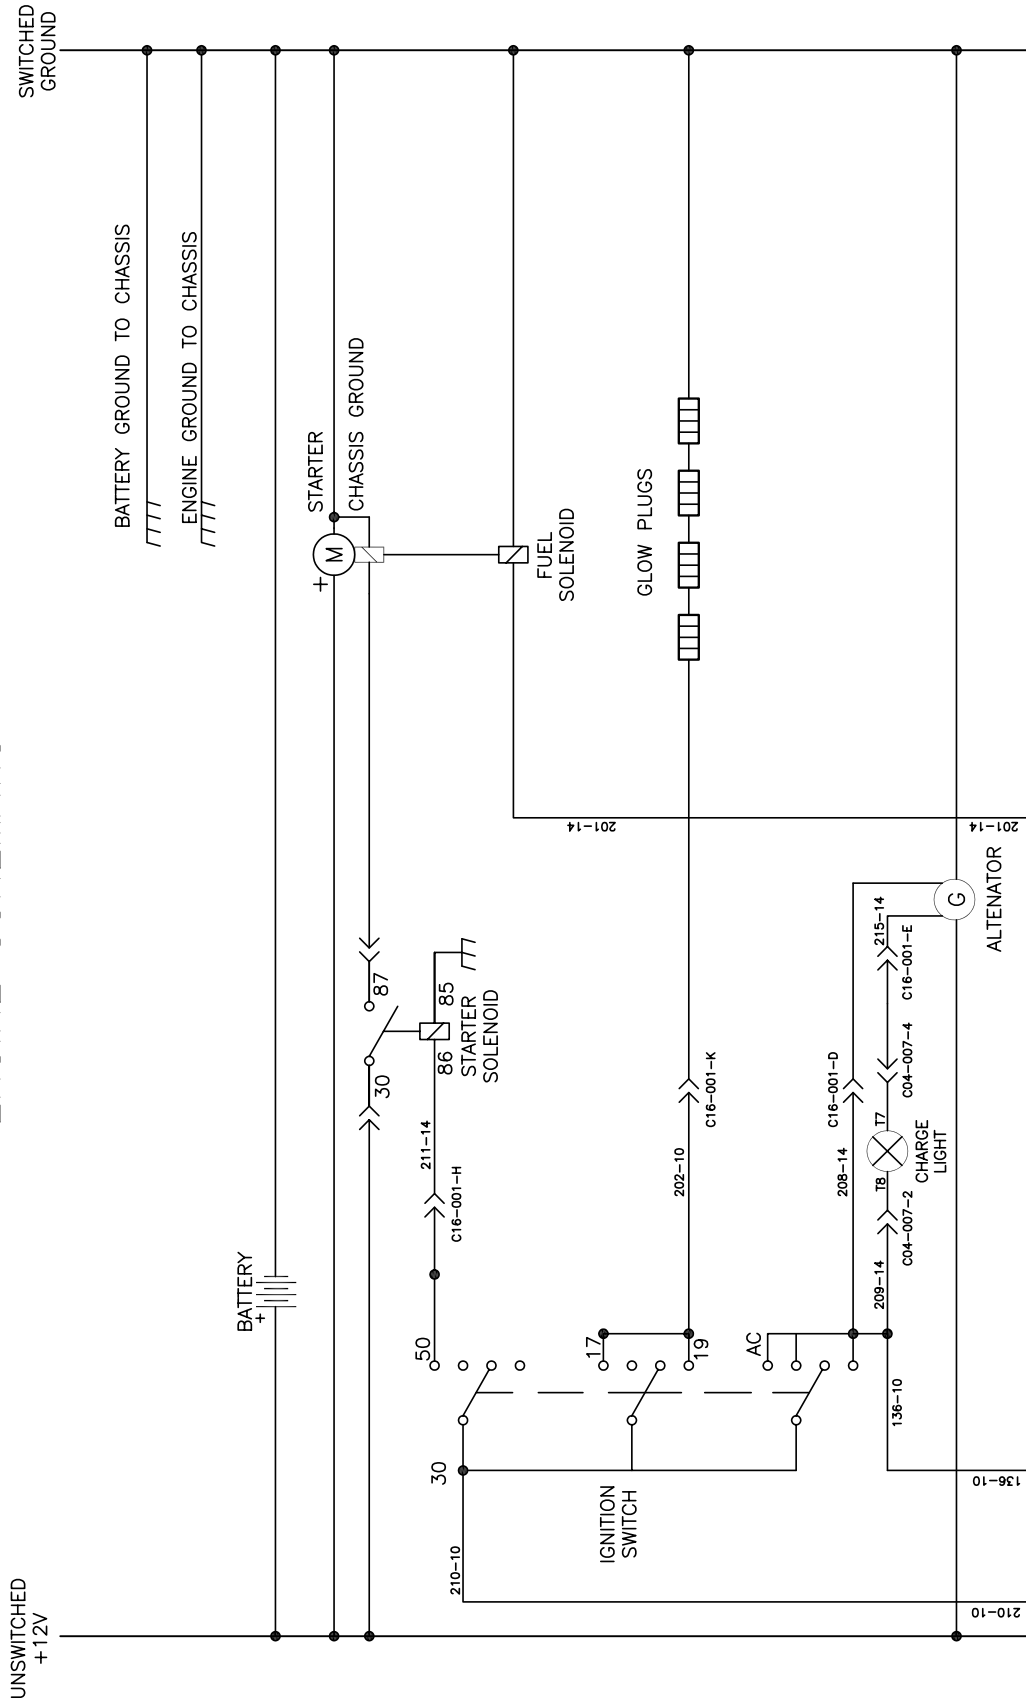 SWITCHED
GROUND
BATTERY GROUND TO CHASSIS
ENGINE GROUND TO CHASSIS
STARTER
CHASSIS GROUND
+
M
FUEL
SOLENOID
GLOW PLUGS
201-14
201-14
ALTENATOR
G
215-14
C16-001-E
87
30
85
86
STARTER
SOLENOID
211-14
C16-001-H
C16-001-K
202-10
C16-001-D
208-14
C04-007-4
T7
CHARGE
LIGHT
T8
C04-007-2
209-14
BATTERY
+
50
17
19
AC
136-10
136-10
30
IGNITION
SWITCH
210-10
210-10
UNSWITCHED
+12V